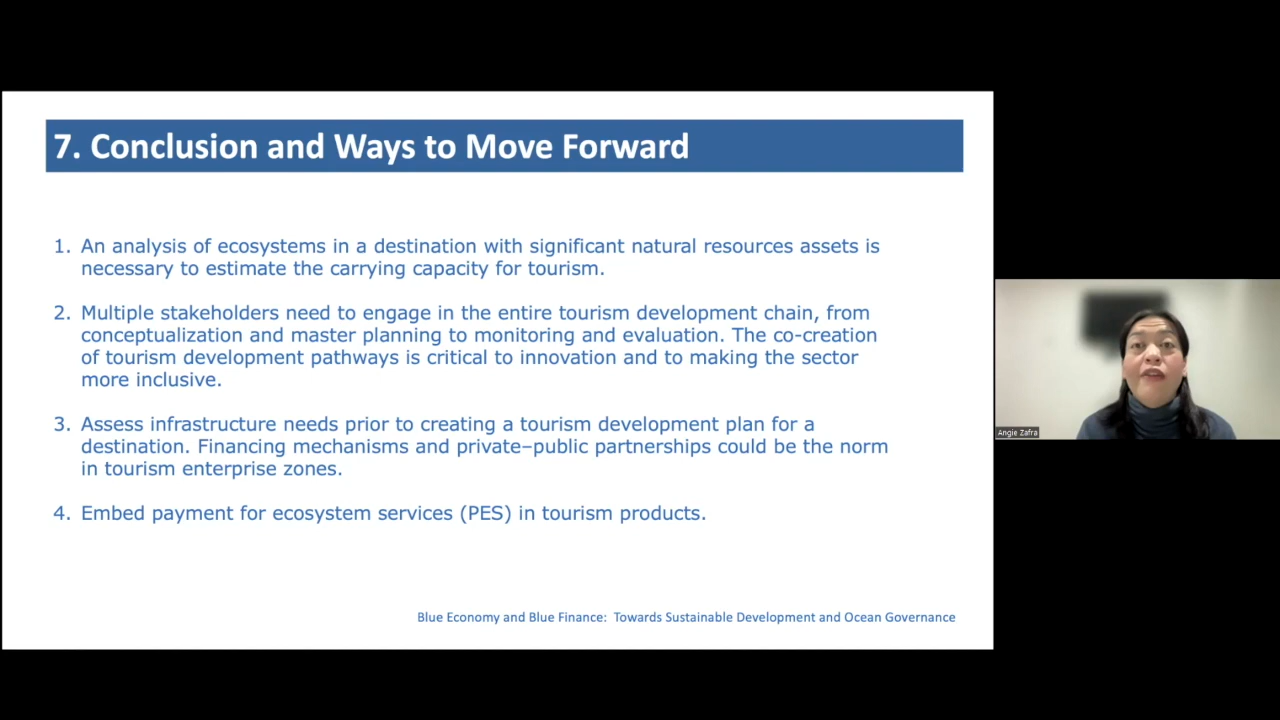 7. Conclusion and Ways to Move Forward
1. An analysis of ecosystems in a destination with significant natural resources assets is
necessary to estimate the carrying capacity for tourism.
2. Multiple stakeholders need to engage in the entire tourism development chain, from
conceptualization and master planning to monitoring and evaluation. The co-creation
of tourism development pathways is critical to innovation and to making the sector
more inclusive.
3. Assess infrastructure needs prior to creating a tourism development plan for a
destination. Financing mechanisms and private–public partnerships could be the norm
in tourism enterprise zones.
4. Embed payment for ecosystem services (PES) in tourism products.
Blue Economy and Blue Finance: Towards Sustainable Development and Ocean Governance
Angie Zafra